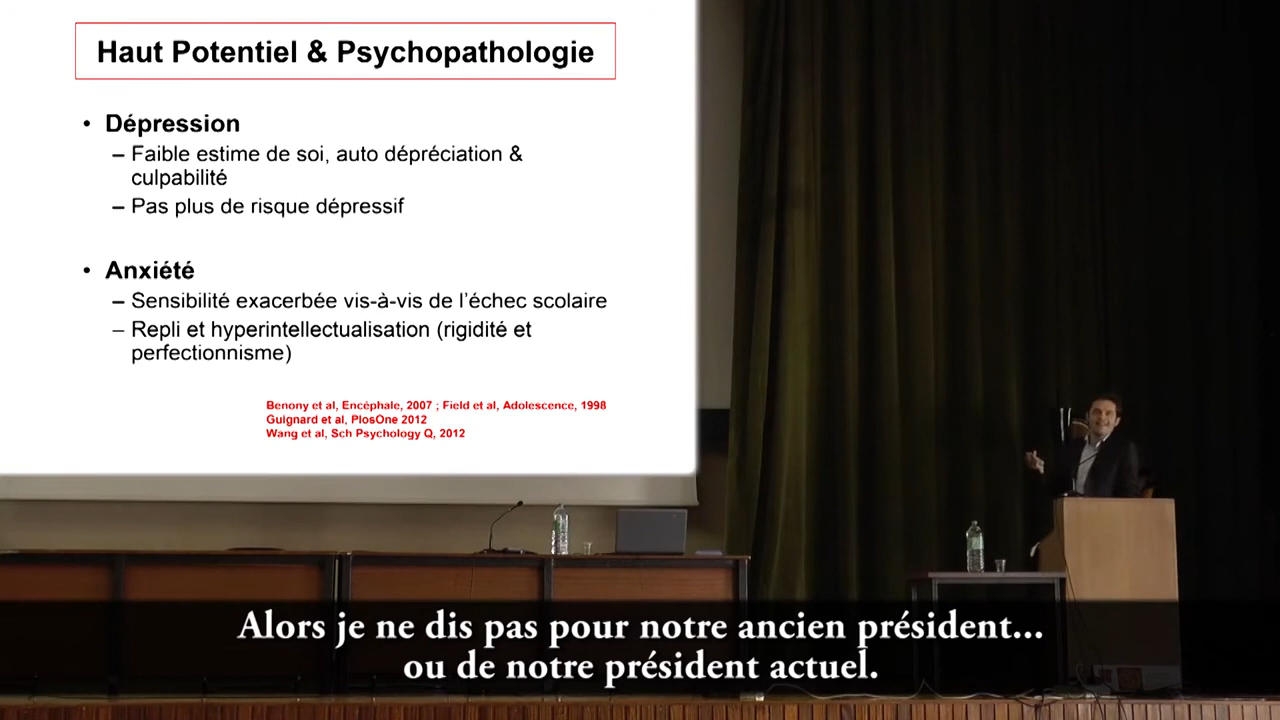 Haut Potentiel & Psychopathologie
• Dépression
– Faible estime de soi, auto dépréciation &
culpabilité
– Pas plus de risque dépressif
• Anxiété
– Sensibilité exacerbée vis-à-vis de l'échec scolaire
– Repli et hyperintellectualisation (rigidité et
perfectionnisme)
Benony et al, Encéphale, 2007 ; Field et al, Adolescence, 1998
Guignard et al, PlosOne 2012
Wang et al, Sch Psychology Q, 2012
Alors je ne dis pas pour notre ancien président...
ou de notre président actuel.